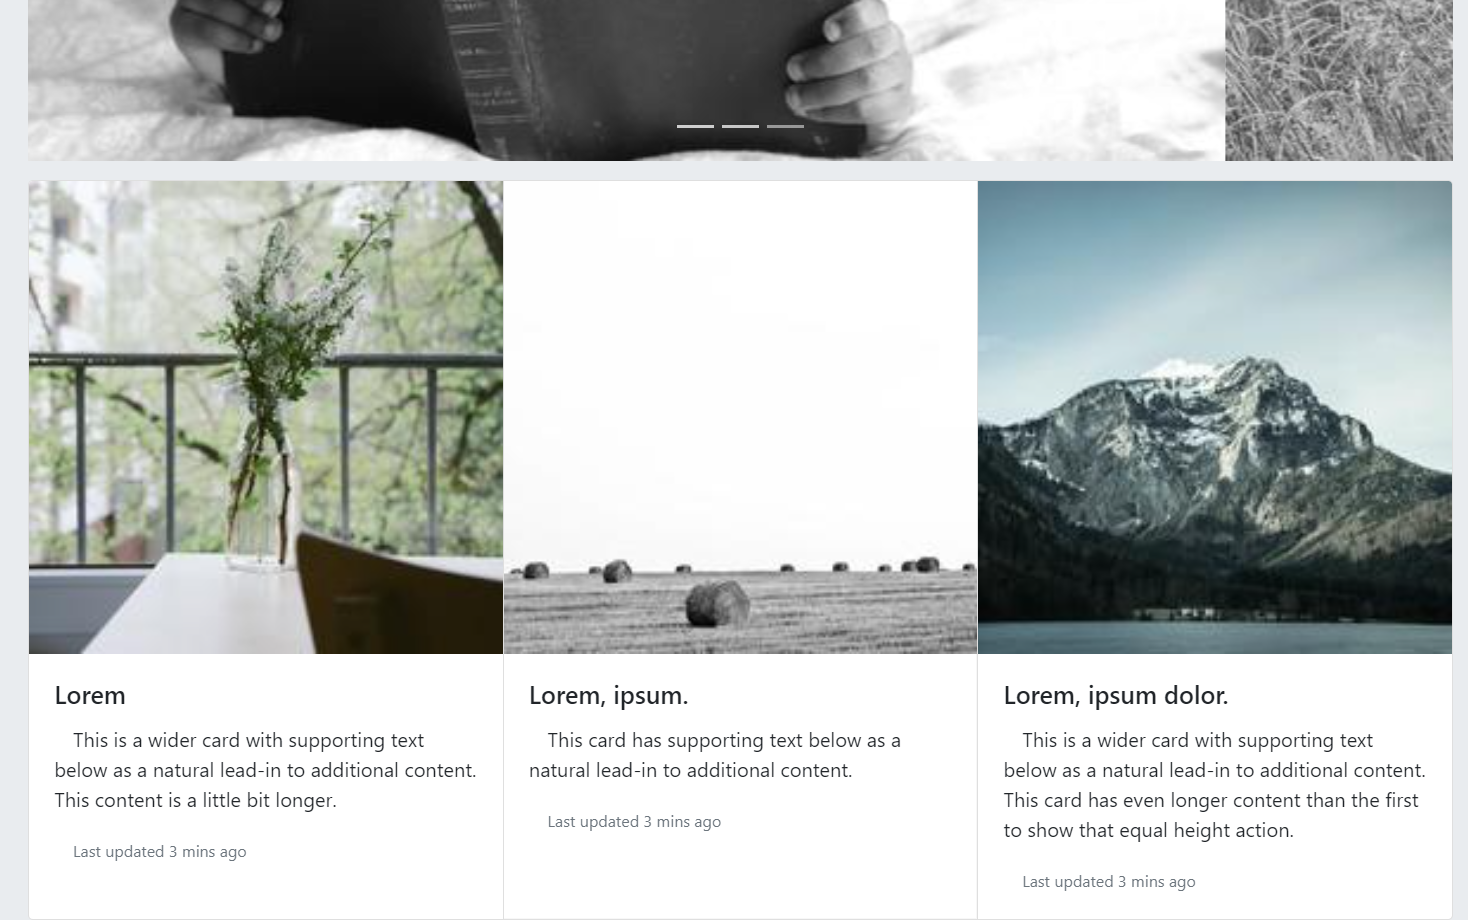 Lorem
This is a wider card with supporting text
below as a natural lead-in to additional content.
This content is a little bit longer.
Last updated 3 mins ago
Lorem, ipsum.
This card has supporting text below as a
natural lead-in to additional content.
Last updated 3 mins ago
Lorem, ipsum dolor.
This is a wider card with supporting text
below as a natural lead-in to additional content.
This card has even longer content than the first
to show that equal height action.
Last updated 3 mins ago